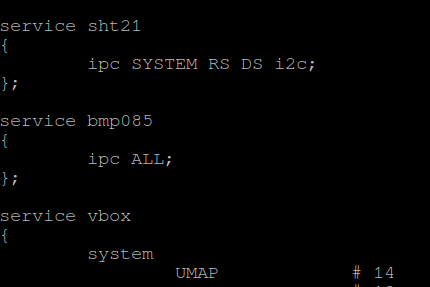 service sht21
{
        ipc SYSTEM RS DS i2c;
};
service bmp085
{
        ipc ALL;
};
service vbox
{
        system
                UMAP             # 14